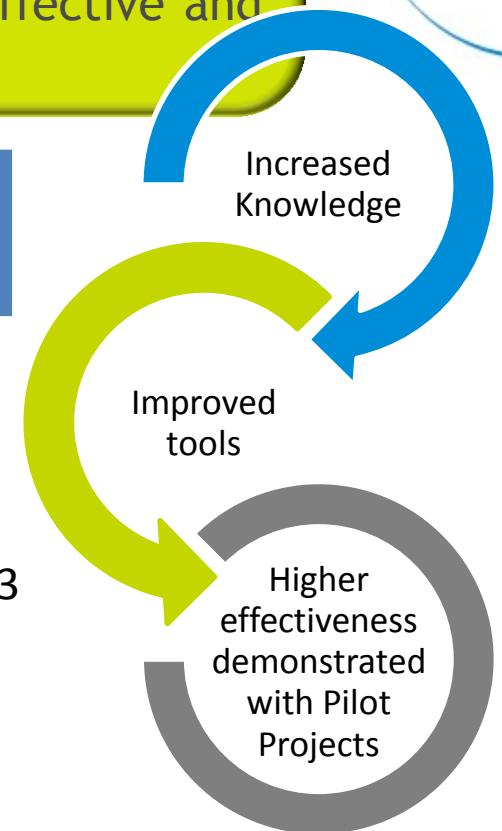 ffective and
Increased
Knowledge
Improved
tools
3
Higher
effectiveness
demonstrated
with Pilot
Projects